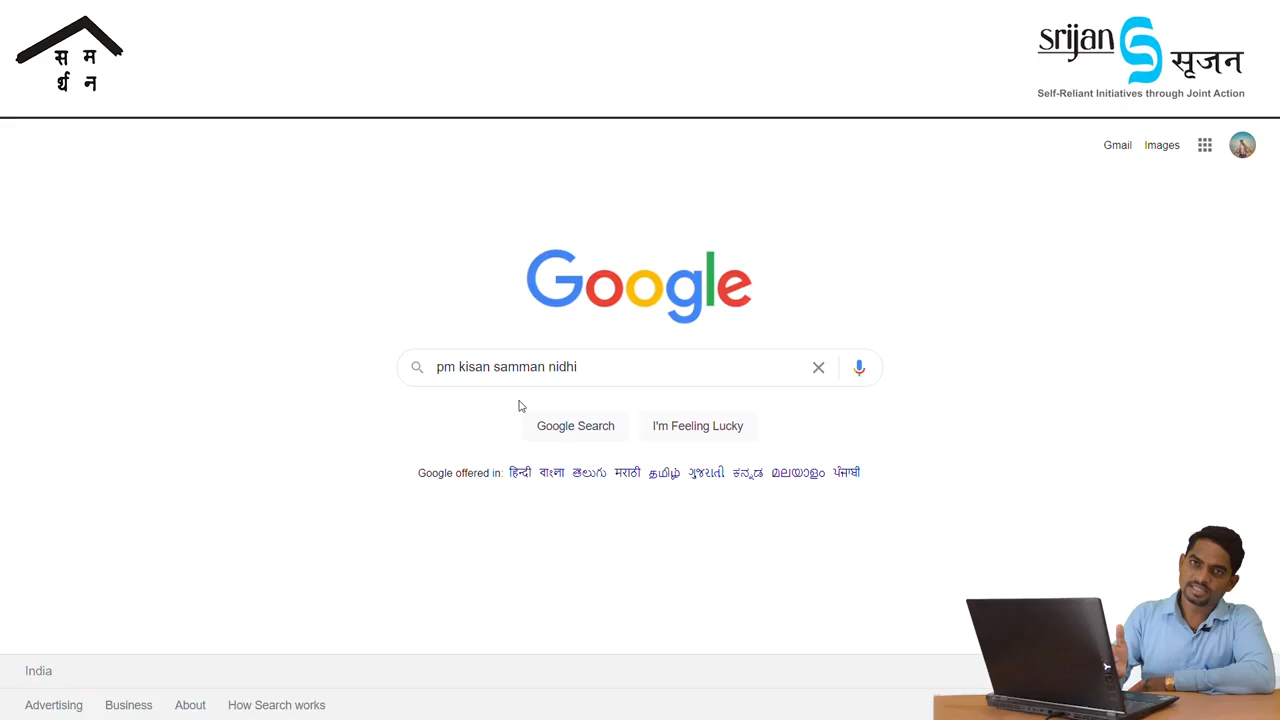 स म
र्थ न
srijan सृजन
Self-Reliant Initiatives through Joint Action
Gmail Images
Google
pm kisan samman nidhi
Google Search I'm Feeling Lucky
Google offered in: हिन्दी বাংলা తెలుగు मराठी தமிழ் ગુજરાતી ಕನ್ನಡ മലയാളം ਪੰਜਾਬੀ
India
Advertising Business About How Search works